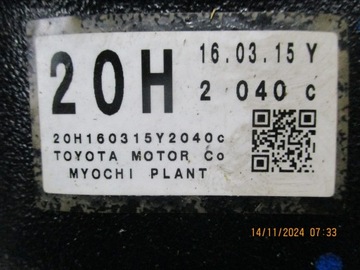 20H 16.03.15 Y
2 040 c
20H160315Y2040c
TOYOTA MOTOR Co
MYOCHI PLANT
14/11/2024 07:33